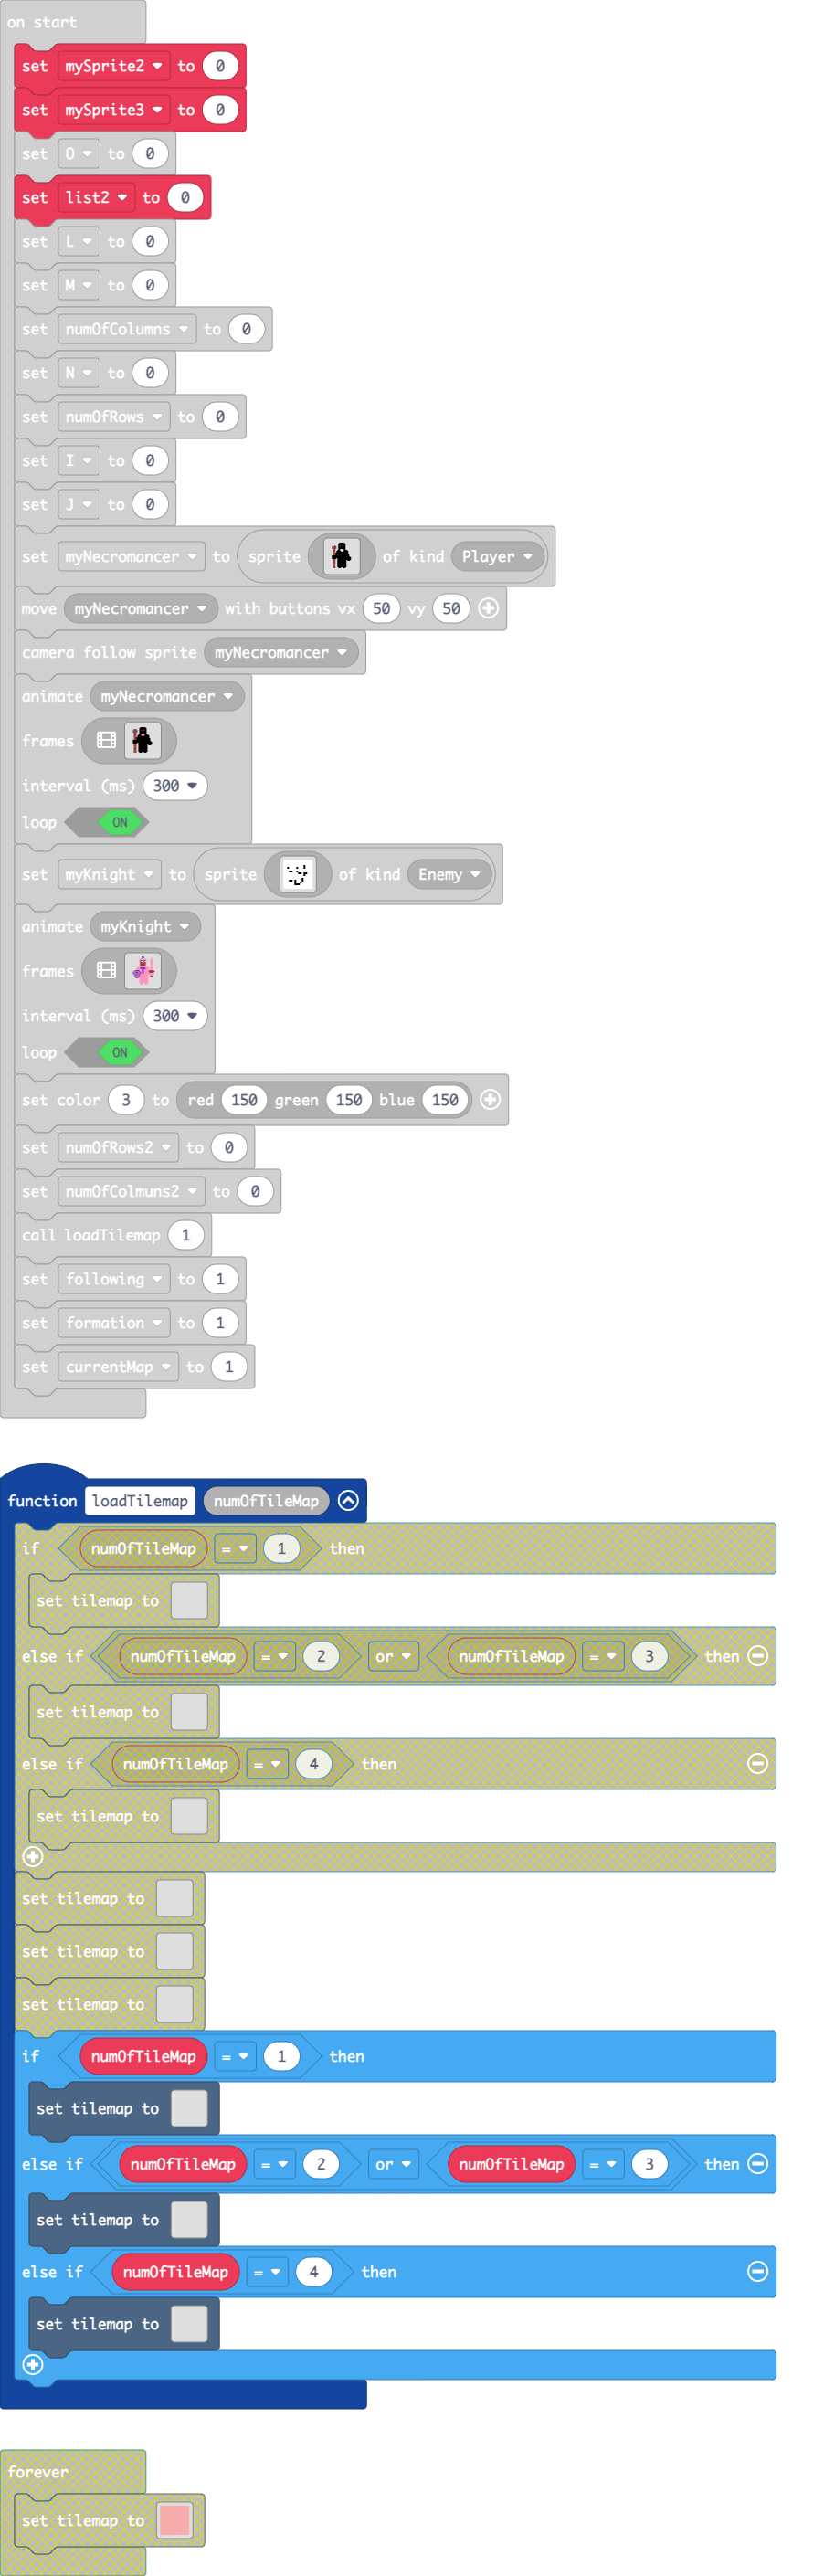 on start
set mySprite2 to 0
set mySprite3 to 0
set O to 0
set list2 to 0
set L to 0
set M to 0
set numOfColumns to 0
set N to 0
set numOfRows to 0
set I to 0
set J to 0
set myNecromancer to sprite of kind Player
move myNecromancer with buttons vx 50 vy 50
camera follow sprite myNecromancer
animate myNecromancer
frames
interval (ms) 300
loop ON
set myKnight to sprite of kind Enemy
animate myKnight
frames
interval (ms) 300
loop ON
set color 3 to red 150 green 150 blue 150
set numOfRows2 to 0
set numOfColmuns2 to 0
call loadTilemap 1
set following to 1
set formation to 1
set currentMap to 1
function loadTilemap numOfTileMap
if numOfTileMap = 1 then
set tilemap to
else if numOfTileMap = 2 or numOfTileMap = 3 then
set tilemap to
else if numOfTileMap = 4 then
set tilemap to
set tilemap to
set tilemap to
set tilemap to
if numOfTileMap = 1 then
set tilemap to
else if numOfTileMap = 2 or numOfTileMap = 3 then
set tilemap to
else if numOfTileMap = 4 then
set tilemap to
forever
set tilemap to